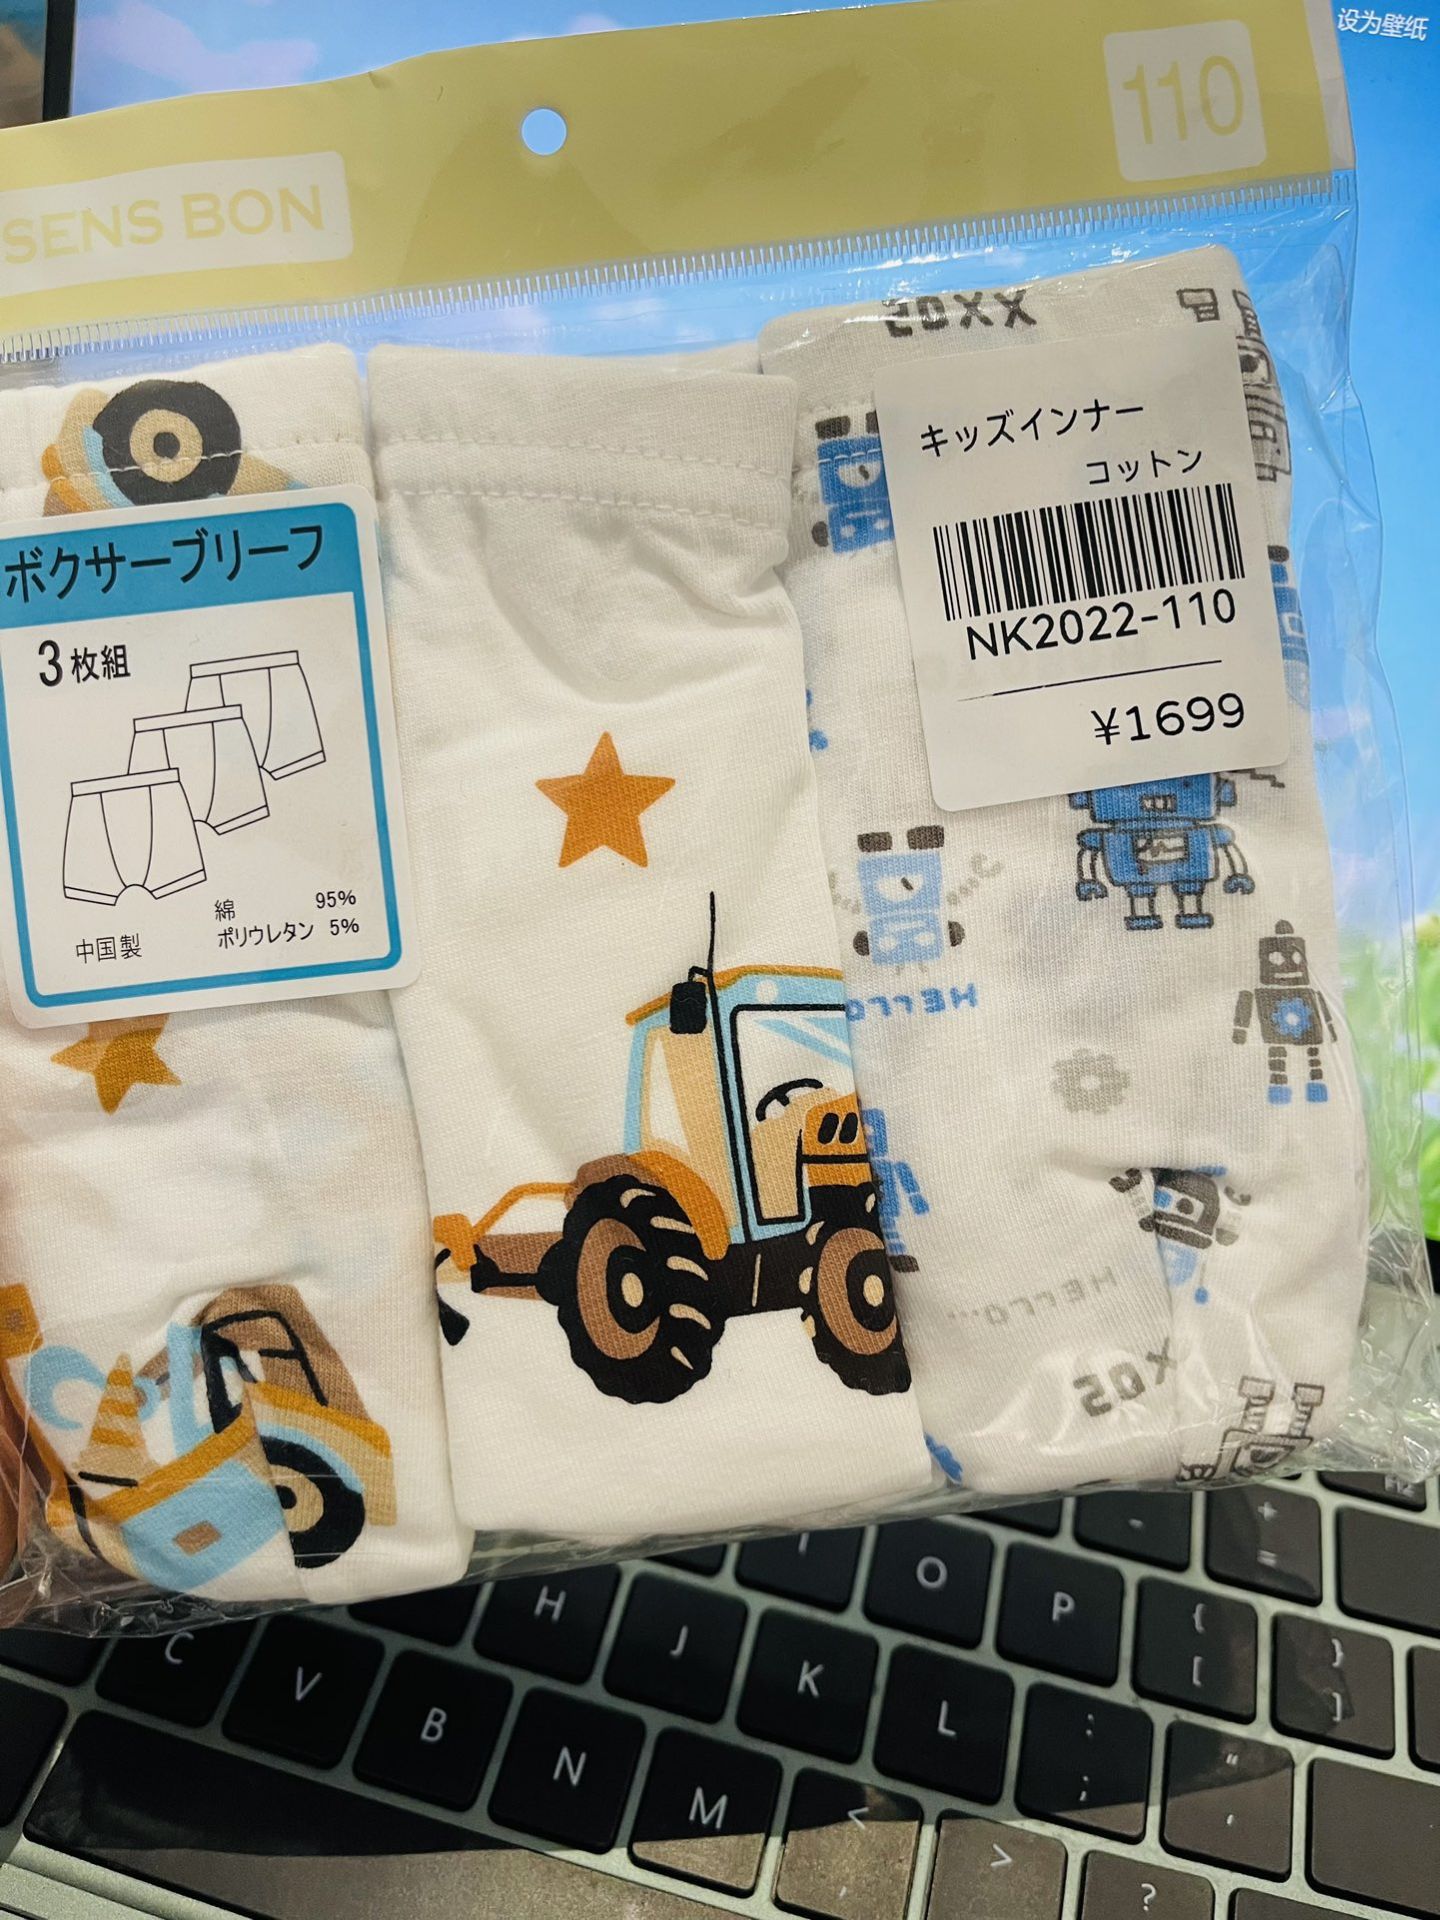 设为壁纸
110
SENS BON
キッズインナー
コットン
NK2022-110
¥1699
ボクサーブリーフ
3枚組
綿 95%
ポリウレタン 5%
中国製
HELLO
HELLO...
+
=
-
O
P
{
[
}
]
H
J
K
L
:
;
"
'
C
V
B
N
M
<
,
>
?